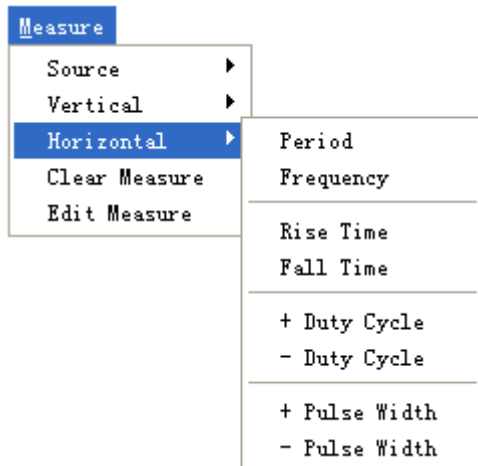 Measure
Source
Vertical
Horizontal
Clear Measure
Edit Measure
Period
Frequency
Rise Time
Fall Time
+ Duty Cycle
- Duty Cycle
+ Pulse Width
- Pulse Width